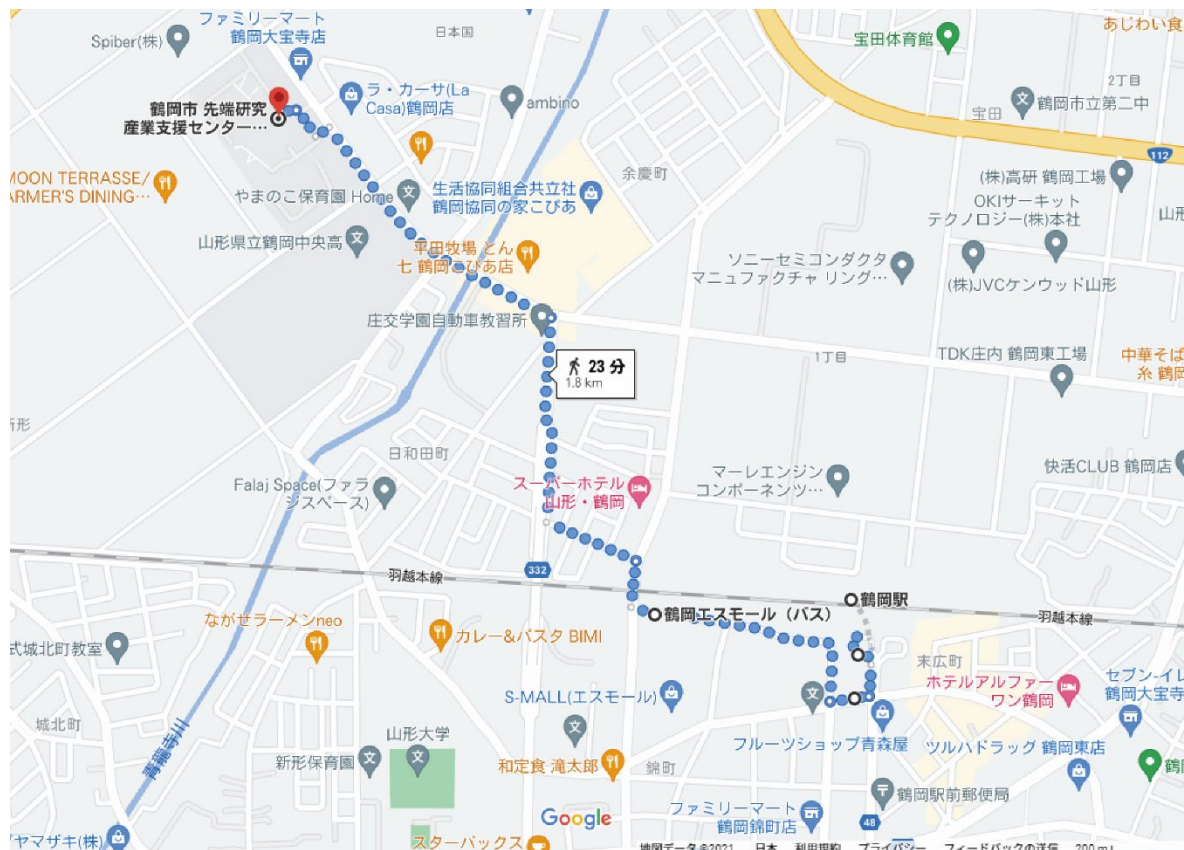 ファミリーマート
鶴岡大宝寺店
日本国
Spiber(株)
宝田体育館
あじわい食
2丁目
鶴岡市 先端研究
産業支援センター…
ラ・カーサ(La
Casa)鶴岡店
ambino
宝田
鶴岡市立第二中
112
余慶町
(株)高研 鶴岡工場
MOON TERRASSE/
ARMER'S DINING…
やまのこ保育園 Home
生活協同組合共立社
鶴岡協同の家こぴあ
OKIサーキット
テクノロジー(株)本社
山形
山形県立鶴岡中央高
平田牧場 とん
七 鶴岡こぴあ店
ソニーセミコンダクタ
マニュファクチャ リング…
(株)JVCケンウッド山形
庄交学園自動車教習所
1丁目
TDK庄内 鶴岡東工場
中華そば
糸 鶴岡
23 分
1.8 km
新形
日和田町
Falaj Space(ファラ
ジスペース)
スーパーホテル
山形・鶴岡
マーレエンジン
コンポーネンツ…
快活CLUB 鶴岡店
332
羽越本線
鶴岡駅
鶴岡エスモール（バス）
羽越本線
ながせラーメンneo
カレー&パスタ BIMI
式城北町教室
末広町
S-MALL(エスモール)
ホテルアルファー
ワン鶴岡
セブン-イレ
鶴岡大宝寺
城北町
青龍寺川
山形大学
新形保育園
和定食 滝太郎
錦町
フルーツショップ青森屋
ツルハドラッグ 鶴岡東店
鶴岡
鶴岡駅前郵便局
ファミリーマート
鶴岡錦町店
48
Google
ヤマザキ(株)
スターバックス
地図データ ©2021 日本 利用規約 プライバシー フィードバックの送信 200 m